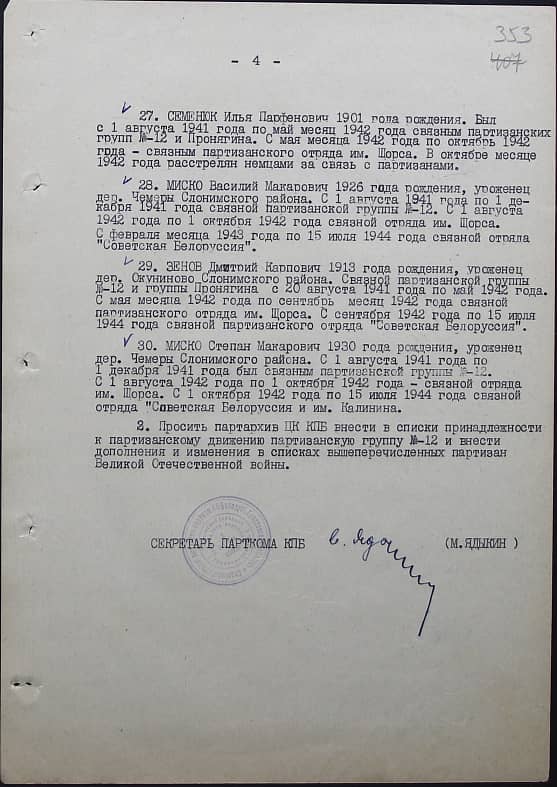 353
407
- 4 -
27. СЕМЕНЮК Илья Парфенович 1901 года рождения. Был
с 1 августа 1941 года по май месяц 1942 года связным партизанских
групп №-12 и Пронягина. С мая месяца 1942 года по октябрь 1942
года - связным партизанского отряда им. Щорса. В октябре месяце
1942 года расстрелян немцами за связь с партизанами.
28. МИСКО Василий Макарович 1926 года рождения, уроженец
дер. Чемеры Слонимского района. С 1 августа 1941 года по 1 де-
кабря 1941 года связной партизанской группы №-12. С 1 августа
1942 года по 1 октября 1942 года связной отряда им. Щорса.
С февраля месяца 1943 года по 15 июля 1944 года связной отряда
"Советская Белоруссия".
29. ЗЕНОВ Дмитрий Карпович 1913 года рождения, уроженец
дер. Окуниново Слонимского района. Связной партизанской группы
№-12 и группы Пронягина с 20 августа 1941 года по май 1942 года.
С мая месяца 1942 года по сентябрь месяц 1942 года связной
партизанского отряда им. Щорса. С сентября 1942 года по 15 июля
1944 года связной партизанского отряда "Советская Белоруссия".
30. МИСКО Степан Макарович 1930 года рождения, уроженец
дер. Чемеры Слонимского района. С 1 августа 1941 года по
1 декабря 1941 года был связным партизанской группы №-12.
С 1 августа 1942 года по 1 октября 1942 года - связной отряда
им. Щорса. С 1 октября 1942 года по 15 июля 1944 года связной
отряда "Советская Белоруссия и им. Калинина.
2. Просить партархив ЦК КПБ внести в списки принадлежности
к партизанскому движению партизанскую группу №-12 и внести
дополнения и изменения в списках вышеперечисленных партизан
Великой Отечественной войны.
СЕКРЕТАРЬ ПАРТКОМА КПБ (М.ЯДЫКИН )